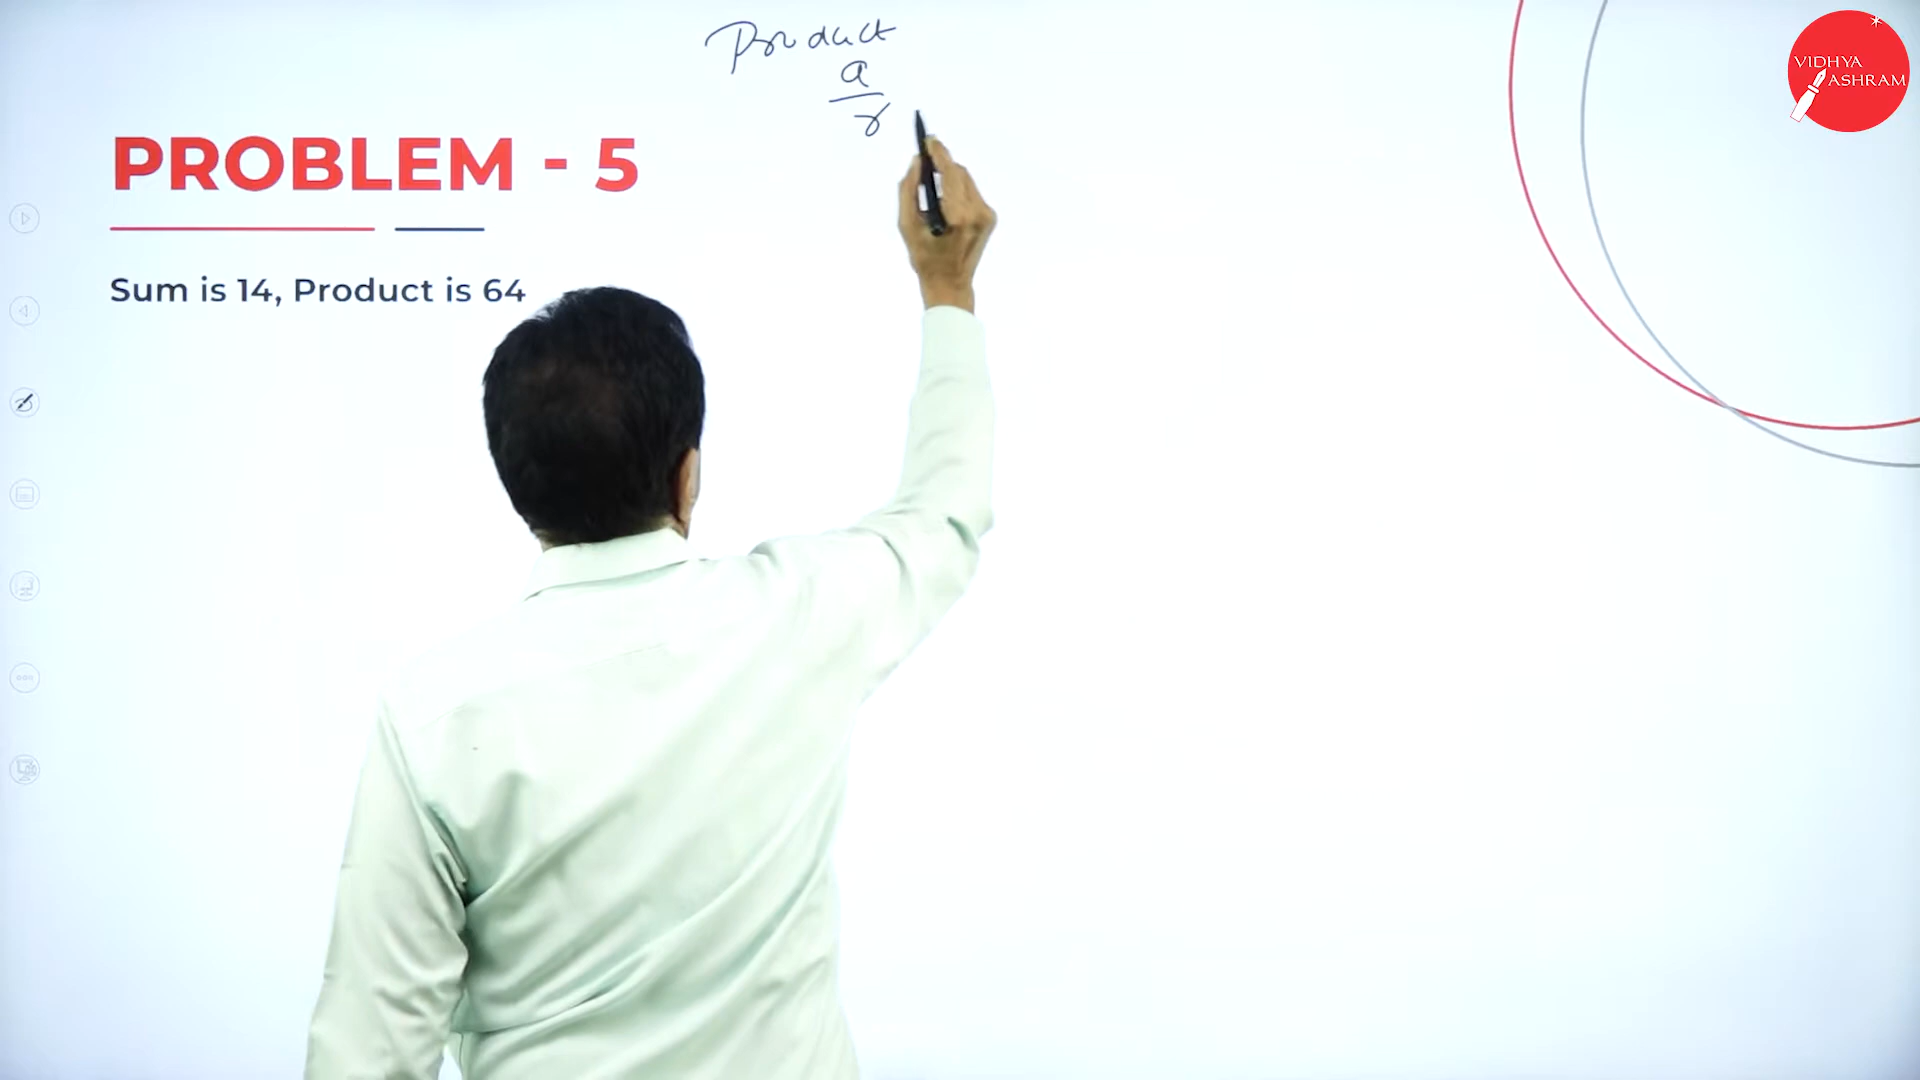 Product
a
r
VIDHYA
ASHRAM
PROBLEM - 5
Sum is 14, Product is 64